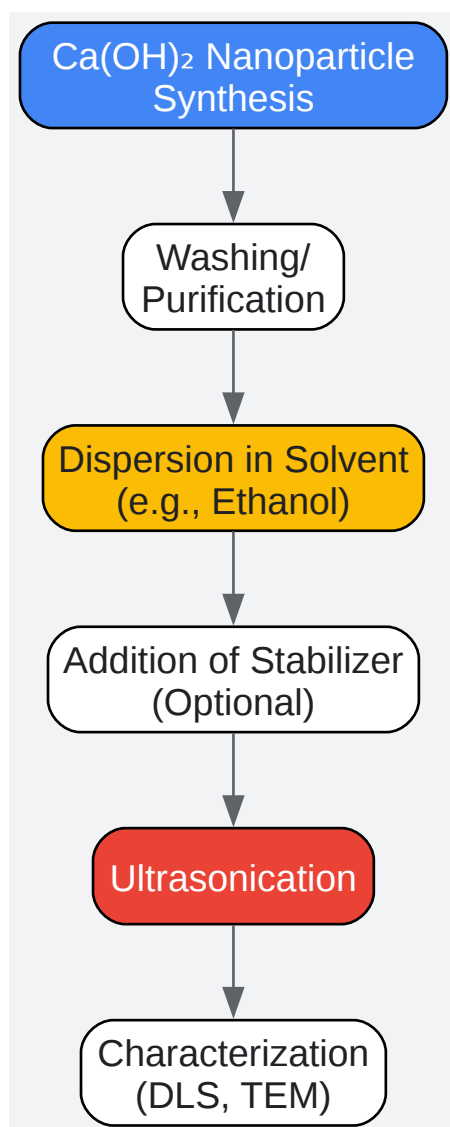 Ca(OH)₂ Nanoparticle
Synthesis
Washing/
Purification
Dispersion in Solvent
(e.g., Ethanol)
Addition of Stabilizer
(Optional)
Ultrasonication
Characterization
(DLS, TEM)